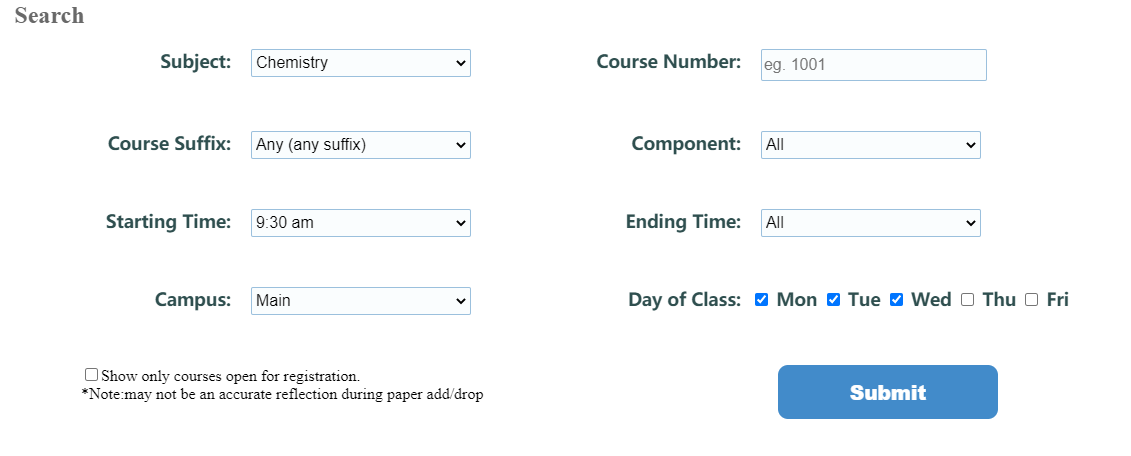 Search
Subject: Chemistry Course Number: eg. 1001
Course Suffix: Any (any suffix) Component: All
Starting Time: 9:30 am Ending Time: All
Campus: Main Day of Class: Mon Tue Wed Thu Fri
Show only courses open for registration.
*Note:may not be an accurate reflection during paper add/drop
Submit